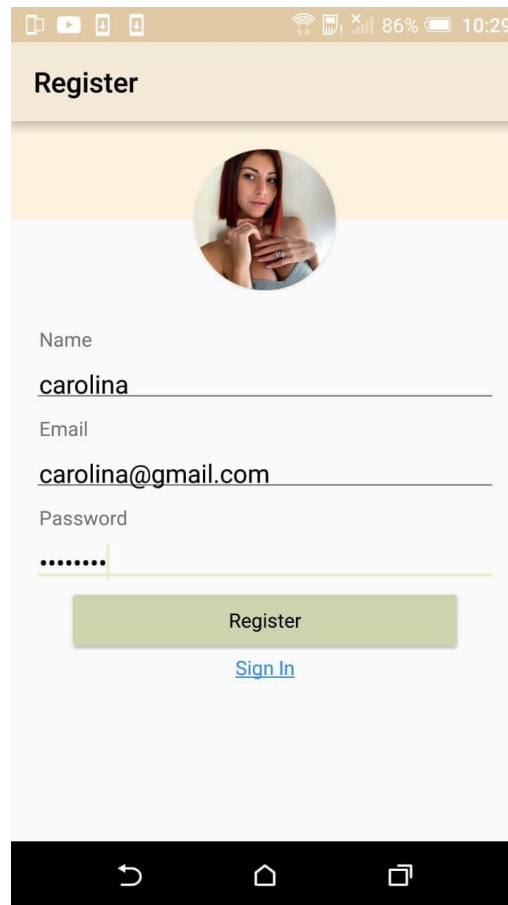 86% 10:29
Register
Name
carolina
Email
carolina@gmail.com
Password
••••••••
Register
Sign In